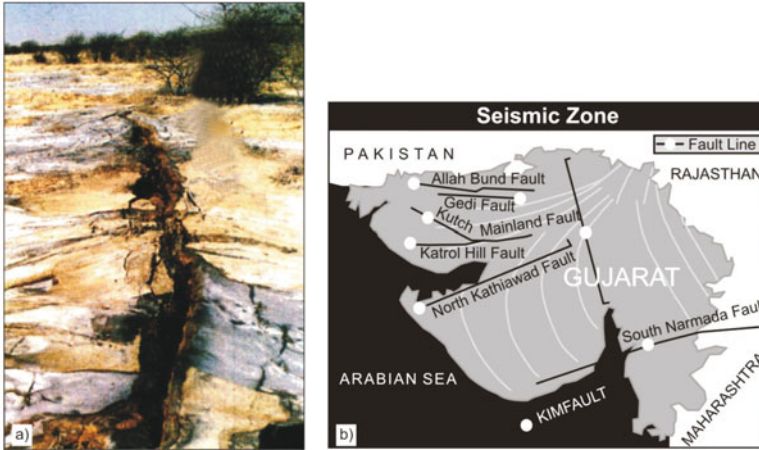 a)
Seismic Zone
Fault Line
PAKISTAN
RAJASTHAN
Allah Bund Fault
Gedi Fault
Kutch Mainland Fault
Katrol Hill Fault
GUJARAT
North Kathiawad Fault
South Narmada Fault
ARABIAN SEA
KIMFAULT
MAHARASHTRA
b)